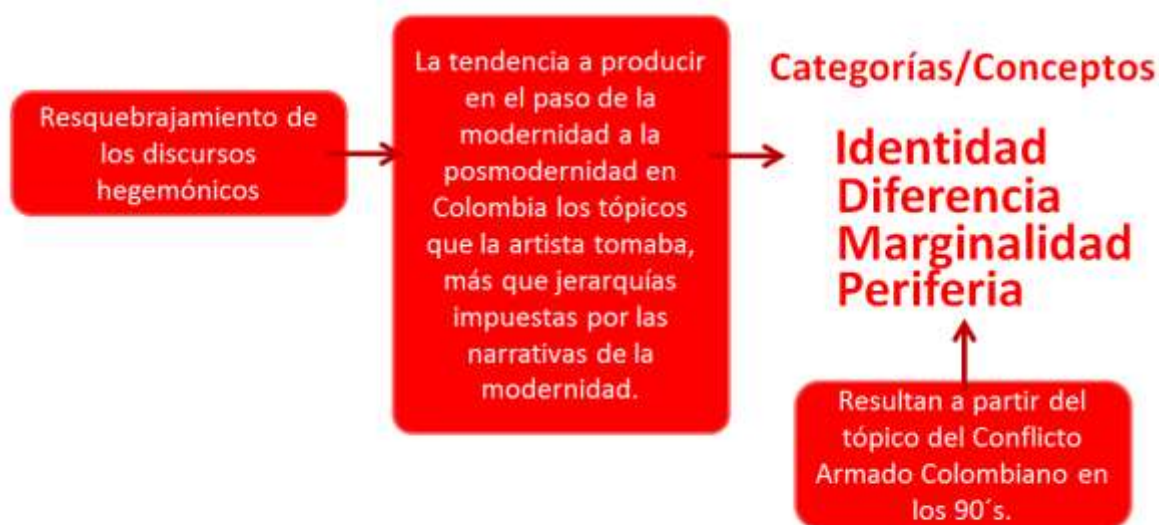 Resquebrajamiento de
los discursos
hegemónicos
La tendencia a producir
en el paso de la
modernidad a la
posmodernidad en
Colombia los tópicos
que la artista tomaba,
más que jerarquías
impuestas por las
narrativas de la
modernidad.
Categorías/Conceptos
Identidad
Diferencia
Marginalidad
Periferia
Resultan a partir del
tópico del Conflicto
Armado Colombiano en
los 90´s.